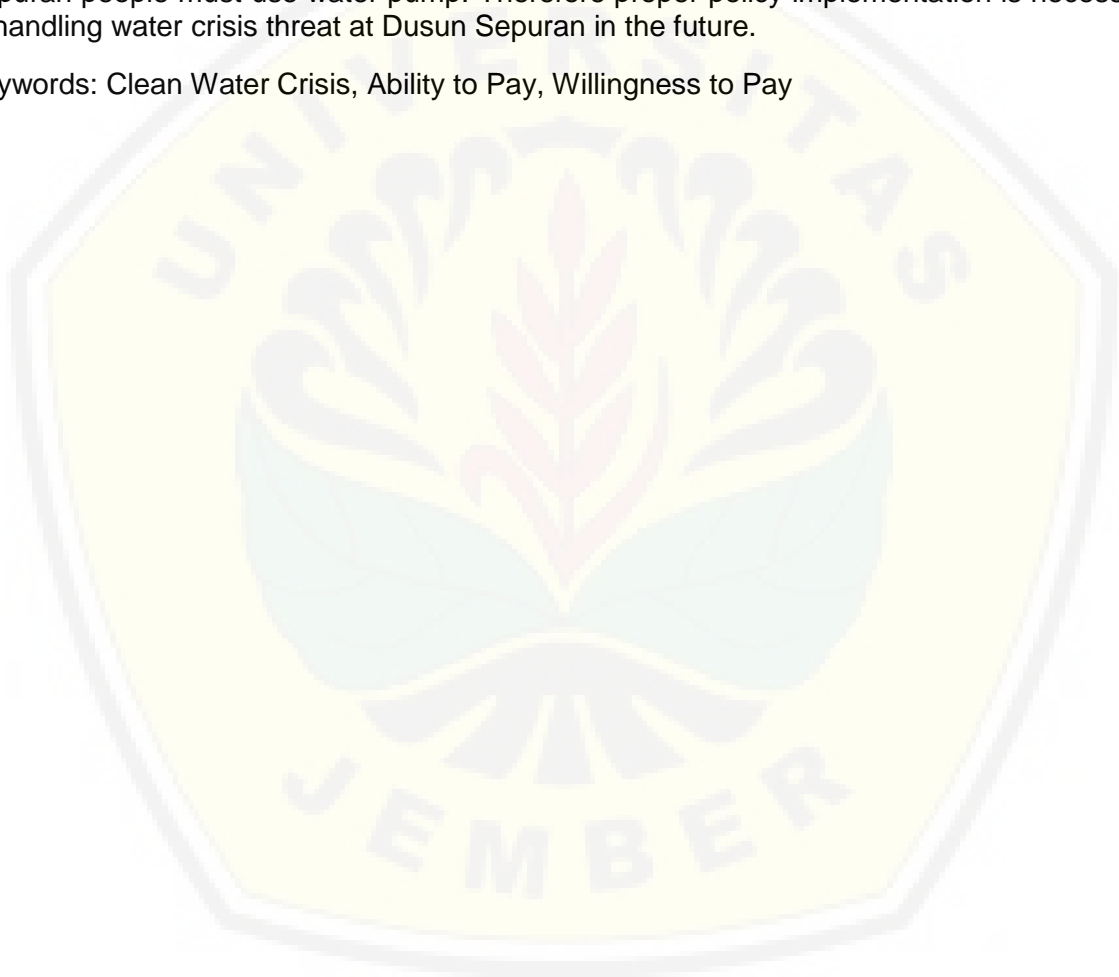 puran people must use water pump. Therefore proper policy implementation is necess
handling water crisis threat at Dusun Sepuran in the future.
ywords: Clean Water Crisis, Ability to Pay, Willingness to Pay
UNIVERSITAS
JEMBER